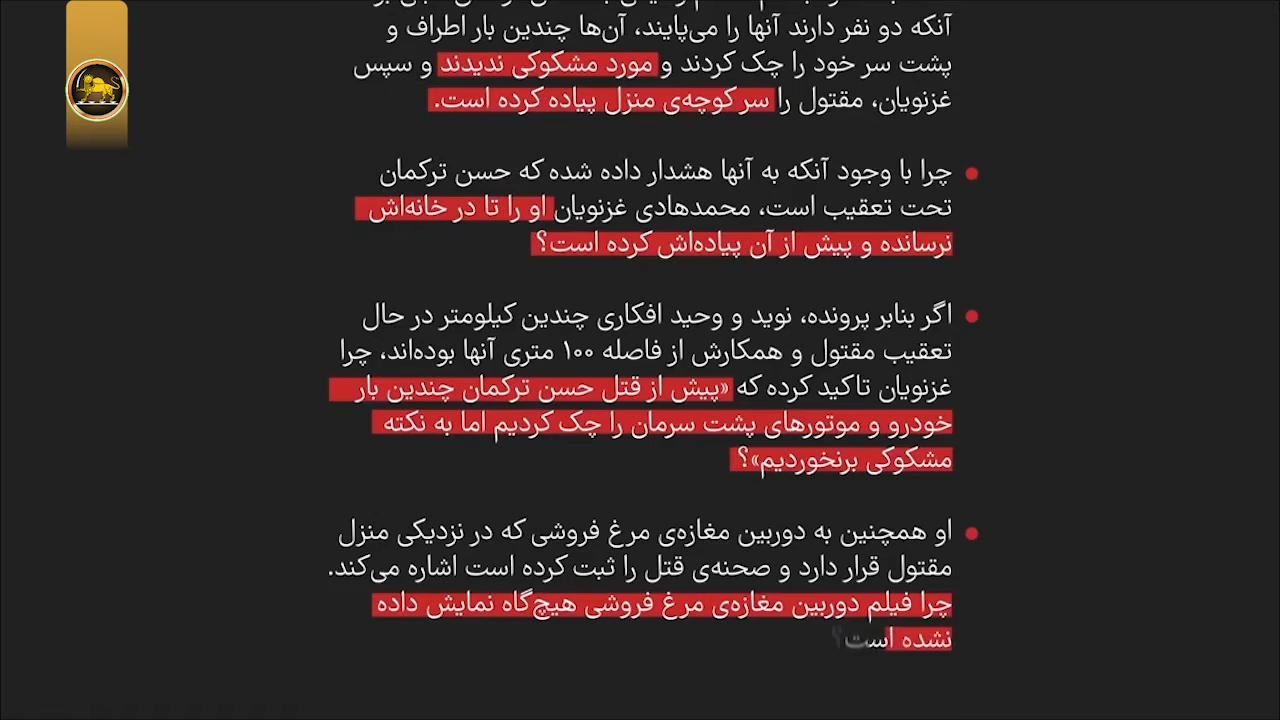 آنکه دو نفر دارند آنها را می‌پایند، آن‌ها چندین بار اطراف و
پشت سر خود را چک کردند و مورد مشکوکی ندیدند و سپس
غزنویان، مقتول را سر کوچه‌ی منزل پیاده کرده است.
چرا با وجود آنکه به آنها هشدار داده شده که حسن ترکمان
تحت تعقیب است، محمدهادی غزنویان او را تا در خانه‌اش
نرسانده و پیش از آن پیاده‌اش کرده است؟
اگر بنابر پرونده، نوید و وحید افکاری چندین کیلومتر در حال
تعقیب مقتول و همکارش از فاصله ۱۰۰ متری آنها بوده‌اند، چرا
غزنویان تاکید کرده که «پیش از قتل حسن ترکمان چندین بار
خودرو و موتورهای پشت سرمان را چک کردیم اما به نکته
مشکوکی برنخوردیم»؟
او همچنین به دوربین مغازه‌ی مرغ فروشی که در نزدیکی منزل
مقتول قرار دارد و صحنه‌ی قتل را ثبت کرده است اشاره می‌کند.
چرا فیلم دوربین مغازه‌ی مرغ فروشی هیچ‌گاه نمایش داده
نشده است؟